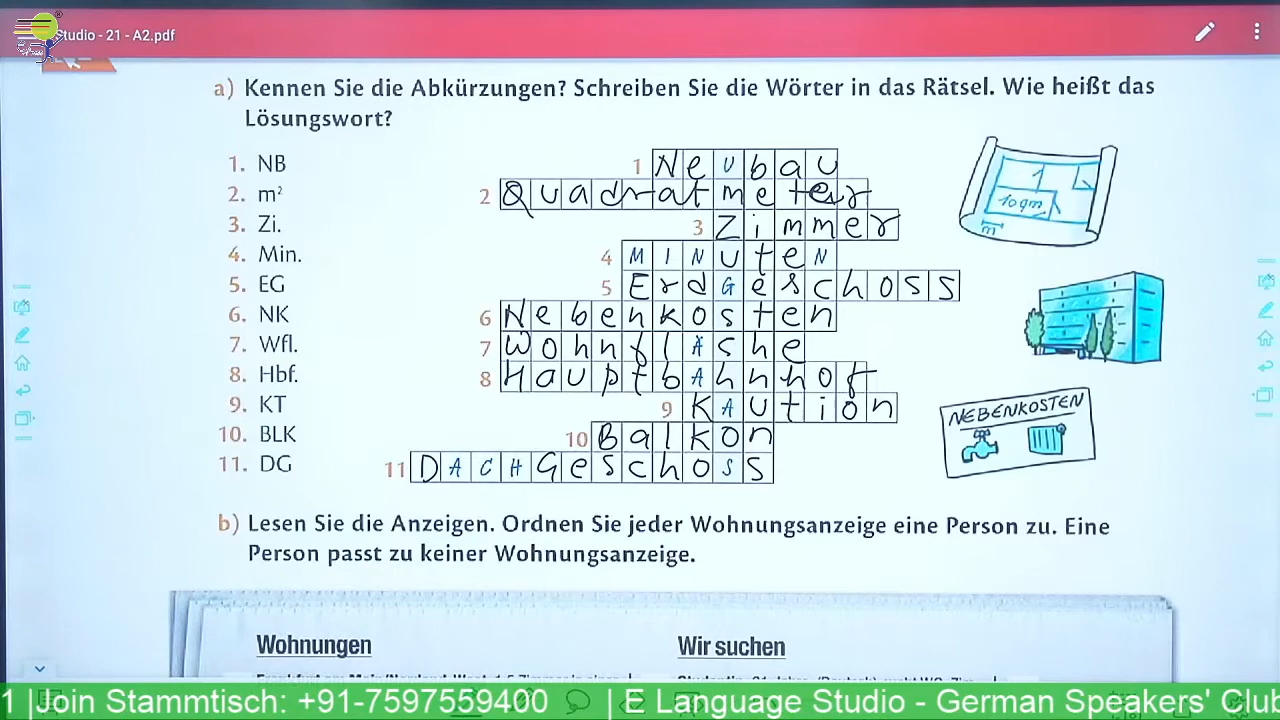 Studio - 21 - A2.pdf
a) Kennen Sie die Abkürzungen? Schreiben Sie die Wörter in das Rätsel. Wie heißt das
Lösungswort?
1. NB
2. m²
3. Zi.
4. Min.
5. EG
6. NK
7. Wfl.
8. Hbf.
9. KT
10. BLK
11. DG
1 Neubau
2 Quadratmeter
3 Zimmer
4 MINuteN
5 ErdGeschoss
6 Nebenkosten
7 WohnflÄche
8 HauptbAhnhof
9 KAution
10 Balkon
11 DACHGeschoSs
1
10qm
m
NEBENKOSTEN
b) Lesen Sie die Anzeigen. Ordnen Sie jeder Wohnungsanzeige eine Person zu. Eine
Person passt zu keiner Wohnungsanzeige.
Wohnungen
Wir suchen
1 |Join Stammtisch: +91-7597559400 | E Language Studio - German Speakers' Club